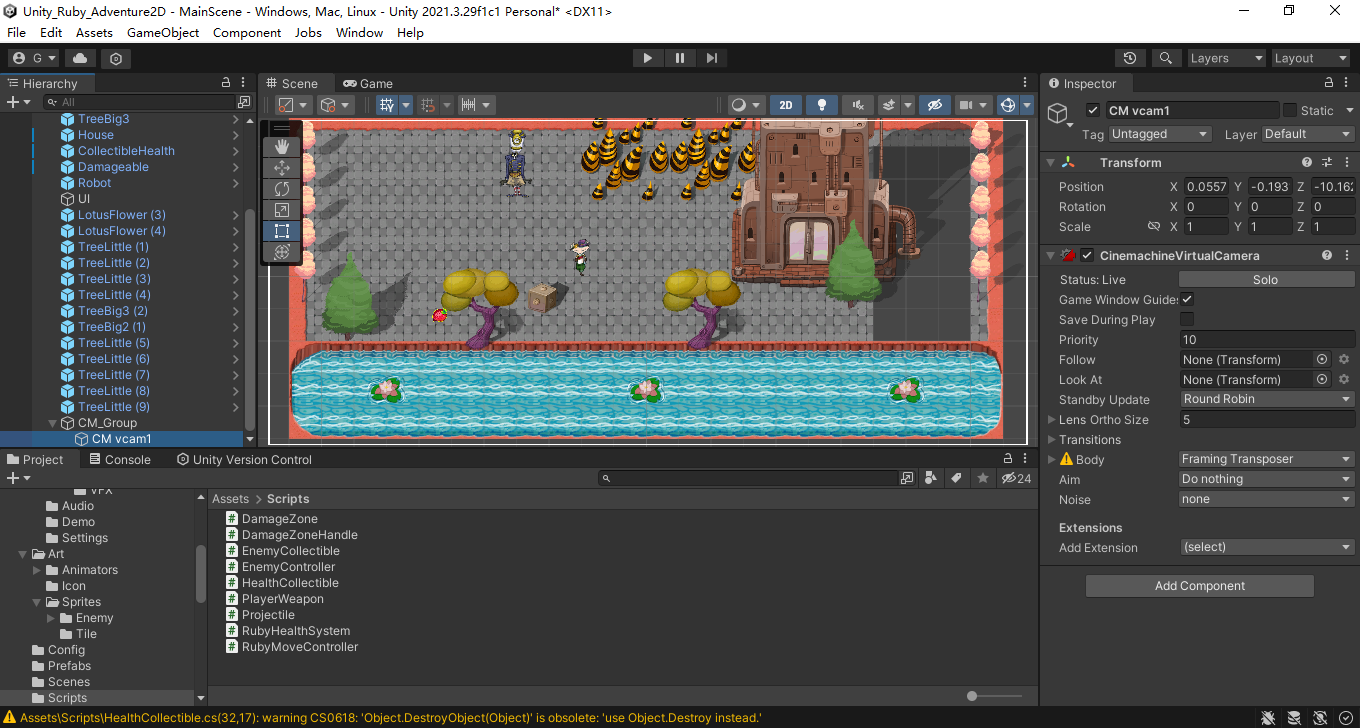 Unity_Ruby_Adventure2D - MainScene - Windows, Mac, Linux - Unity 2021.3.29f1c1 Personal* <DX11>
File Edit Assets GameObject Component Jobs Window Help
G Layers Layout
Hierarchy
All
TreeBig3
House
CollectibleHealth
Damageable
Robot
UI
LotusFlower (3)
LotusFlower (4)
TreeLittle (1)
TreeLittle (2)
TreeLittle (3)
TreeLittle (4)
TreeBig3 (2)
TreeBig2 (1)
TreeLittle (5)
TreeLittle (6)
TreeLittle (7)
TreeLittle (8)
TreeLittle (9)
CM_Group
CM vcam1
Scene Game
2D
Inspector
CM vcam1 Static
Tag Untagged Layer Default
Transform
Position X 0.0557 Y -0.193 Z -10.162
Rotation X 0 Y 0 Z 0
Scale X 1 Y 1 Z 1
CinemachineVirtualCamera
Status: Live Solo
Game Window Guides
Save During Play
Priority 10
Follow None (Transform)
Look At None (Transform)
Standby Update Round Robin
Lens Ortho Size 5
Transitions
Body Framing Transposer
Aim Do nothing
Noise none
Extensions
Add Extension (select)
Add Component
Project Console Unity Version Control
24
VFX
Audio
Demo
Settings
Art
Animators
Icon
Sprites
Enemy
Tile
Config
Prefabs
Scenes
Scripts
Assets > Scripts
DamageZone
DamageZoneHandle
EnemyCollectible
EnemyController
HealthCollectible
PlayerWeapon
Projectile
RubyHealthSystem
RubyMoveController
Assets\Scripts\HealthCollectible.cs(32,17): warning CS0618: 'Object.DestroyObject(Object)' is obsolete: 'use Object.Destroy instead.'